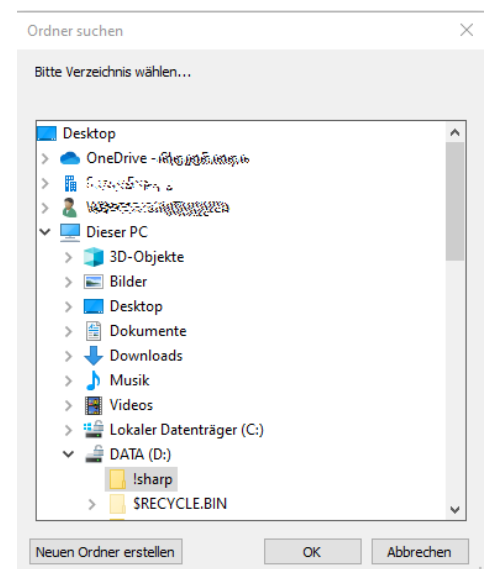 Ordner suchen
Bitte Verzeichnis wählen...
Desktop
OneDrive -
Dieser PC
3D-Objekte
Bilder
Desktop
Dokumente
Downloads
Musik
Videos
Lokaler Datenträger (C:)
DATA (D:)
!sharp
$RECYCLE.BIN
Neuen Ordner erstellen OK Abbrechen